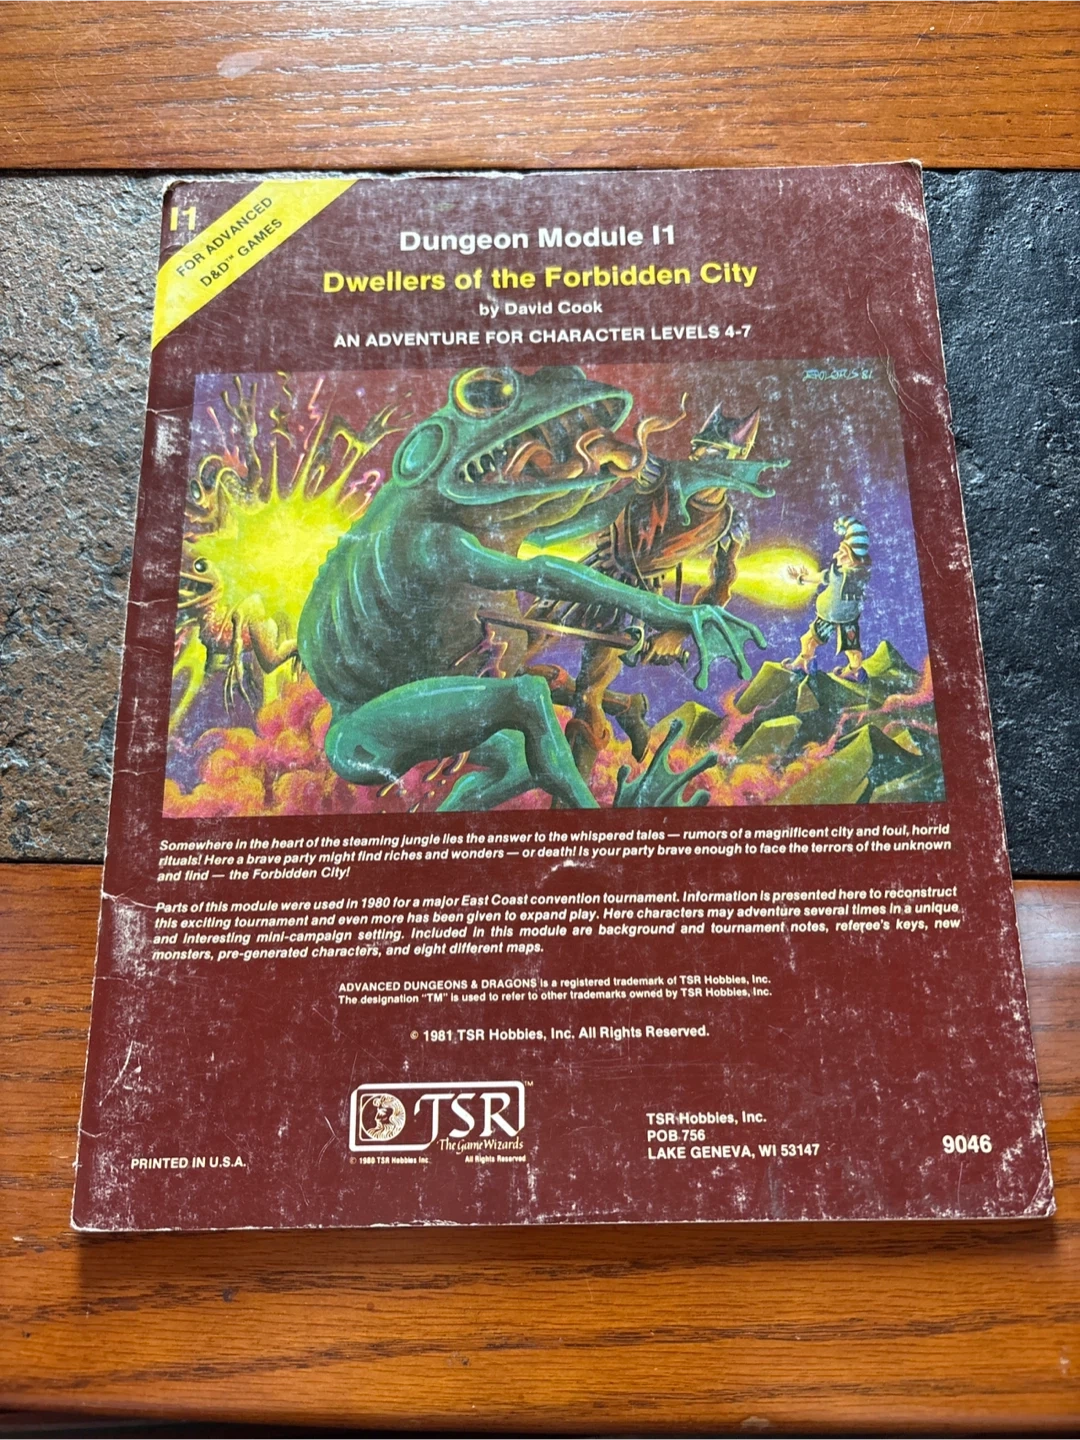 I1
FOR ADVANCED
D&D™ GAMES
Dungeon Module I1
Dwellers of the Forbidden City
by David Cook
AN ADVENTURE FOR CHARACTER LEVELS 4-7
Somewhere in the heart of the steaming jungle lies the answer to the whispered tales — rumors of a magnificent city and foul, horrid
rituals! Here a brave party might find riches and wonders — or death! Is your party brave enough to face the terrors of the unknown
and find — the Forbidden City!
Parts of this module were used in 1980 for a major East Coast convention tournament. Information is presented here to reconstruct
this exciting tournament and even more has been given to expand play. Here characters may adventure several times in a unique
and interesting mini-campaign setting. Included in this module are background and tournament notes, referee's keys, new
monsters, pre-generated characters, and eight different maps.
ADVANCED DUNGEONS & DRAGONS is a registered trademark of TSR Hobbies, Inc.
The designation "TM" is used to refer to other trademarks owned by TSR Hobbies, Inc.
© 1981 TSR Hobbies, Inc. All Rights Reserved.
TSR™
The Game Wizards
© 1980 TSR Hobbies Inc. All Rights Reserved
PRINTED IN U.S.A.
TSR Hobbies, Inc.
POB 756
LAKE GENEVA, WI 53147
9046